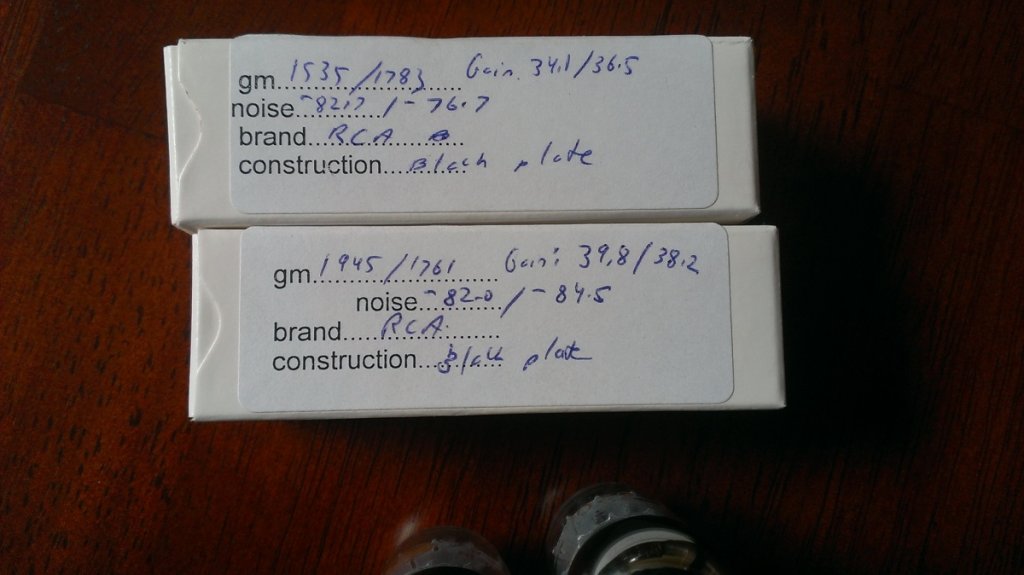 gm 1535/1783 Gain. 34.1/36.5
noise -82.7 / -76.7
brand RCA
construction Black plate
gm 1945/1761 Gain: 39.8/38.2
noise -82.0 / -84.5
brand RCA
construction Black plate